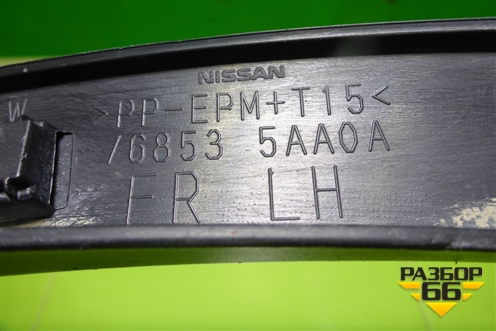 NISSAN
W
>PP-EPM+T15<
76853 5AA0A
FR LH
РАЗБОР
66